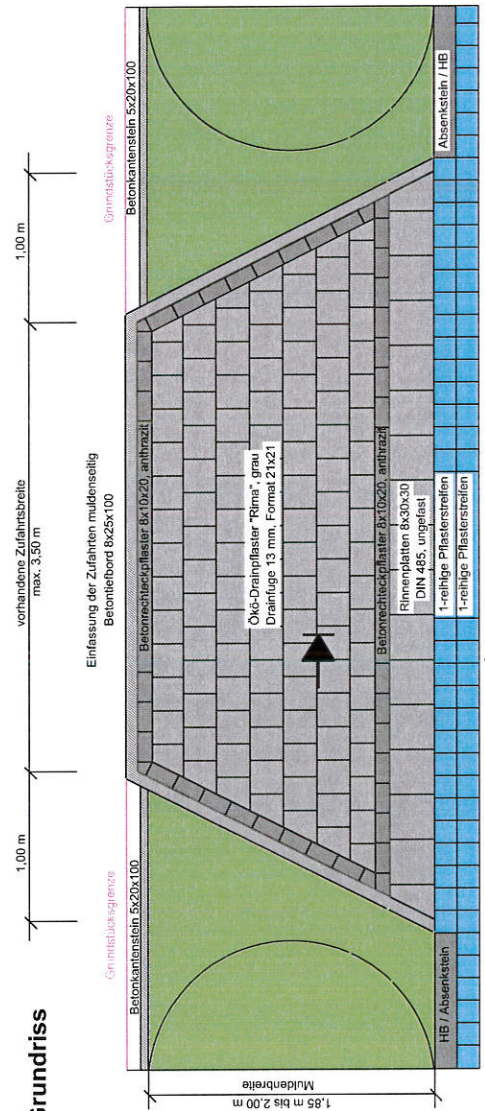 Grundriss
1,00 m
vorhandene Zufahrtsbreite
max. 3,50 m
1,00 m
Einfassung der Zufahrten muldenseitig
Betontiefbord 8x25x100
Grundstücksgrenze
Grundstücksgrenze
Betonkantenstein 5x20x100
Betonkantenstein 5x20x100
Betonrechteckpflaster 8x10x20, anthrazit
Ökö-Drainpflaster "Rima", grau
Drainfuge 13 mm, Format 21x21
Betonrechteckpflaster 8x10x20, anthrazit
Rinnenplatten 8x30x30
DIN 485, ungefast
HB / Absenkstein
Absenkstein / HB
1-reihige Pflasterstreifen
1-reihige Pflasterstreifen
Muldenbreite
1,85 m bis 2,00 m